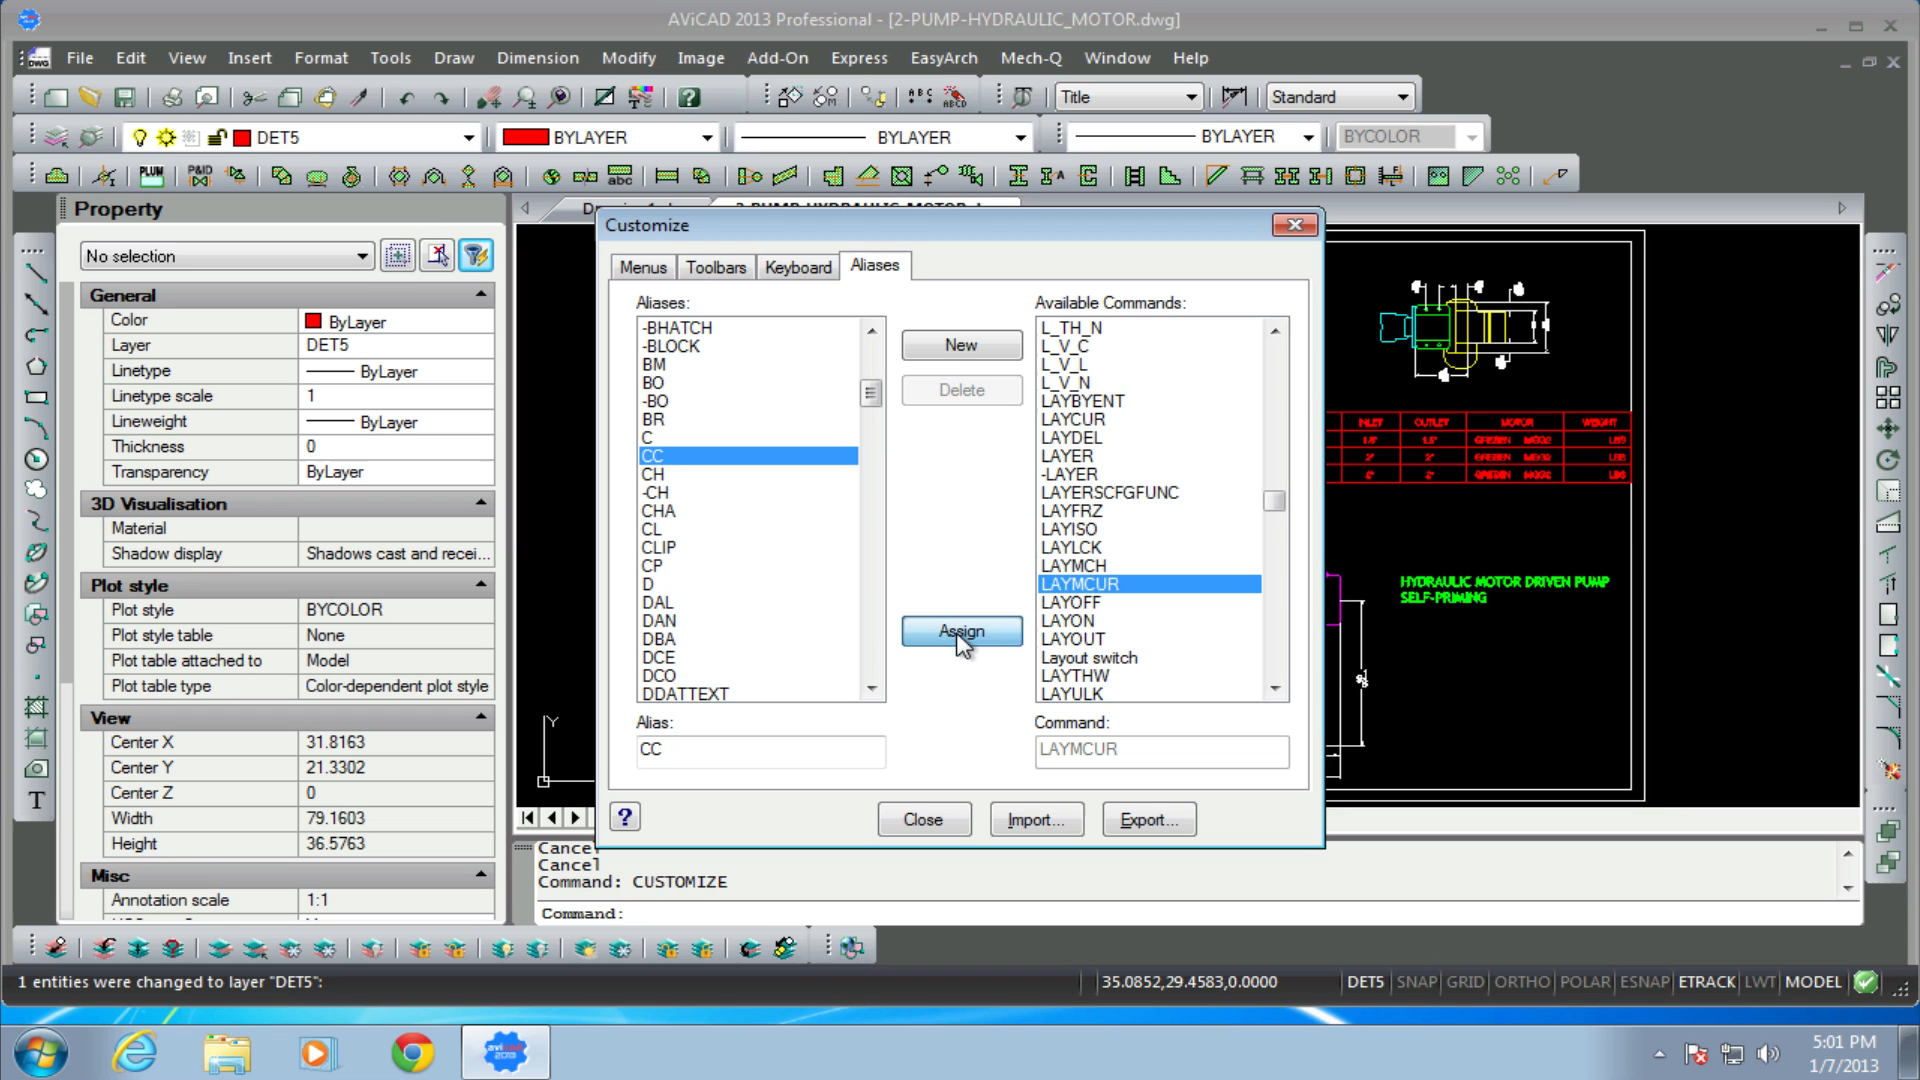 AViCAD 2013 Professional - [2-PUMP-HYDRAULIC_MOTOR.dwg]
File Edit View Insert Format Tools Draw Dimension Modify Image Add-On Express EasyArch Mech-Q Window Help
Title Standard
DET5 BYLAYER BYLAYER BYLAYER BYCOLOR
PLUM P&ID abc
Property
No selection
General
Color ByLayer
Layer DET5
Linetype ByLayer
Linetype scale 1
Lineweight ByLayer
Thickness 0
Transparency ByLayer
3D Visualisation
Material
Shadow display Shadows cast and recei...
Plot style
Plot style BYCOLOR
Plot style table None
Plot table attached to Model
Plot table type Color-dependent plot style
View
Center X 31.8163
Center Y 21.3302
Center Z 0
Width 79.1603
Height 36.5763
Misc
Annotation scale 1:1
Customize
Menus Toolbars Keyboard Aliases
Aliases:
-BHATCH
-BLOCK
BM
BO
-BO
BR
C
CC
CH
-CH
CHA
CL
CLIP
CP
D
DAL
DAN
DBA
DCE
DCO
DDATTEXT
New
Delete
Assign
Available Commands:
L_TH_N
L_V_C
L_V_L
L_V_N
LAYBYENT
LAYCUR
LAYDEL
LAYER
-LAYER
LAYERSCFGFUNC
LAYFRZ
LAYISO
LAYLCK
LAYMCH
LAYMCUR
LAYOFF
LAYON
LAYOUT
Layout switch
LAYTHW
LAYULK
Alias:
CC
Command:
LAYMCUR
? Close Import... Export...
INLET OUTLET MOTOR WEIGHT
HYDRAULIC MOTOR DRIVEN PUMP
SELF-PRIMING
Y
Cancel
Cancel
Command: CUSTOMIZE
Command:
1 entities were changed to layer "DET5":
35.0852,29.4583,0.0000 DET5 SNAP GRID ORTHO POLAR ESNAP ETRACK LWT MODEL
5:01 PM
1/7/2013